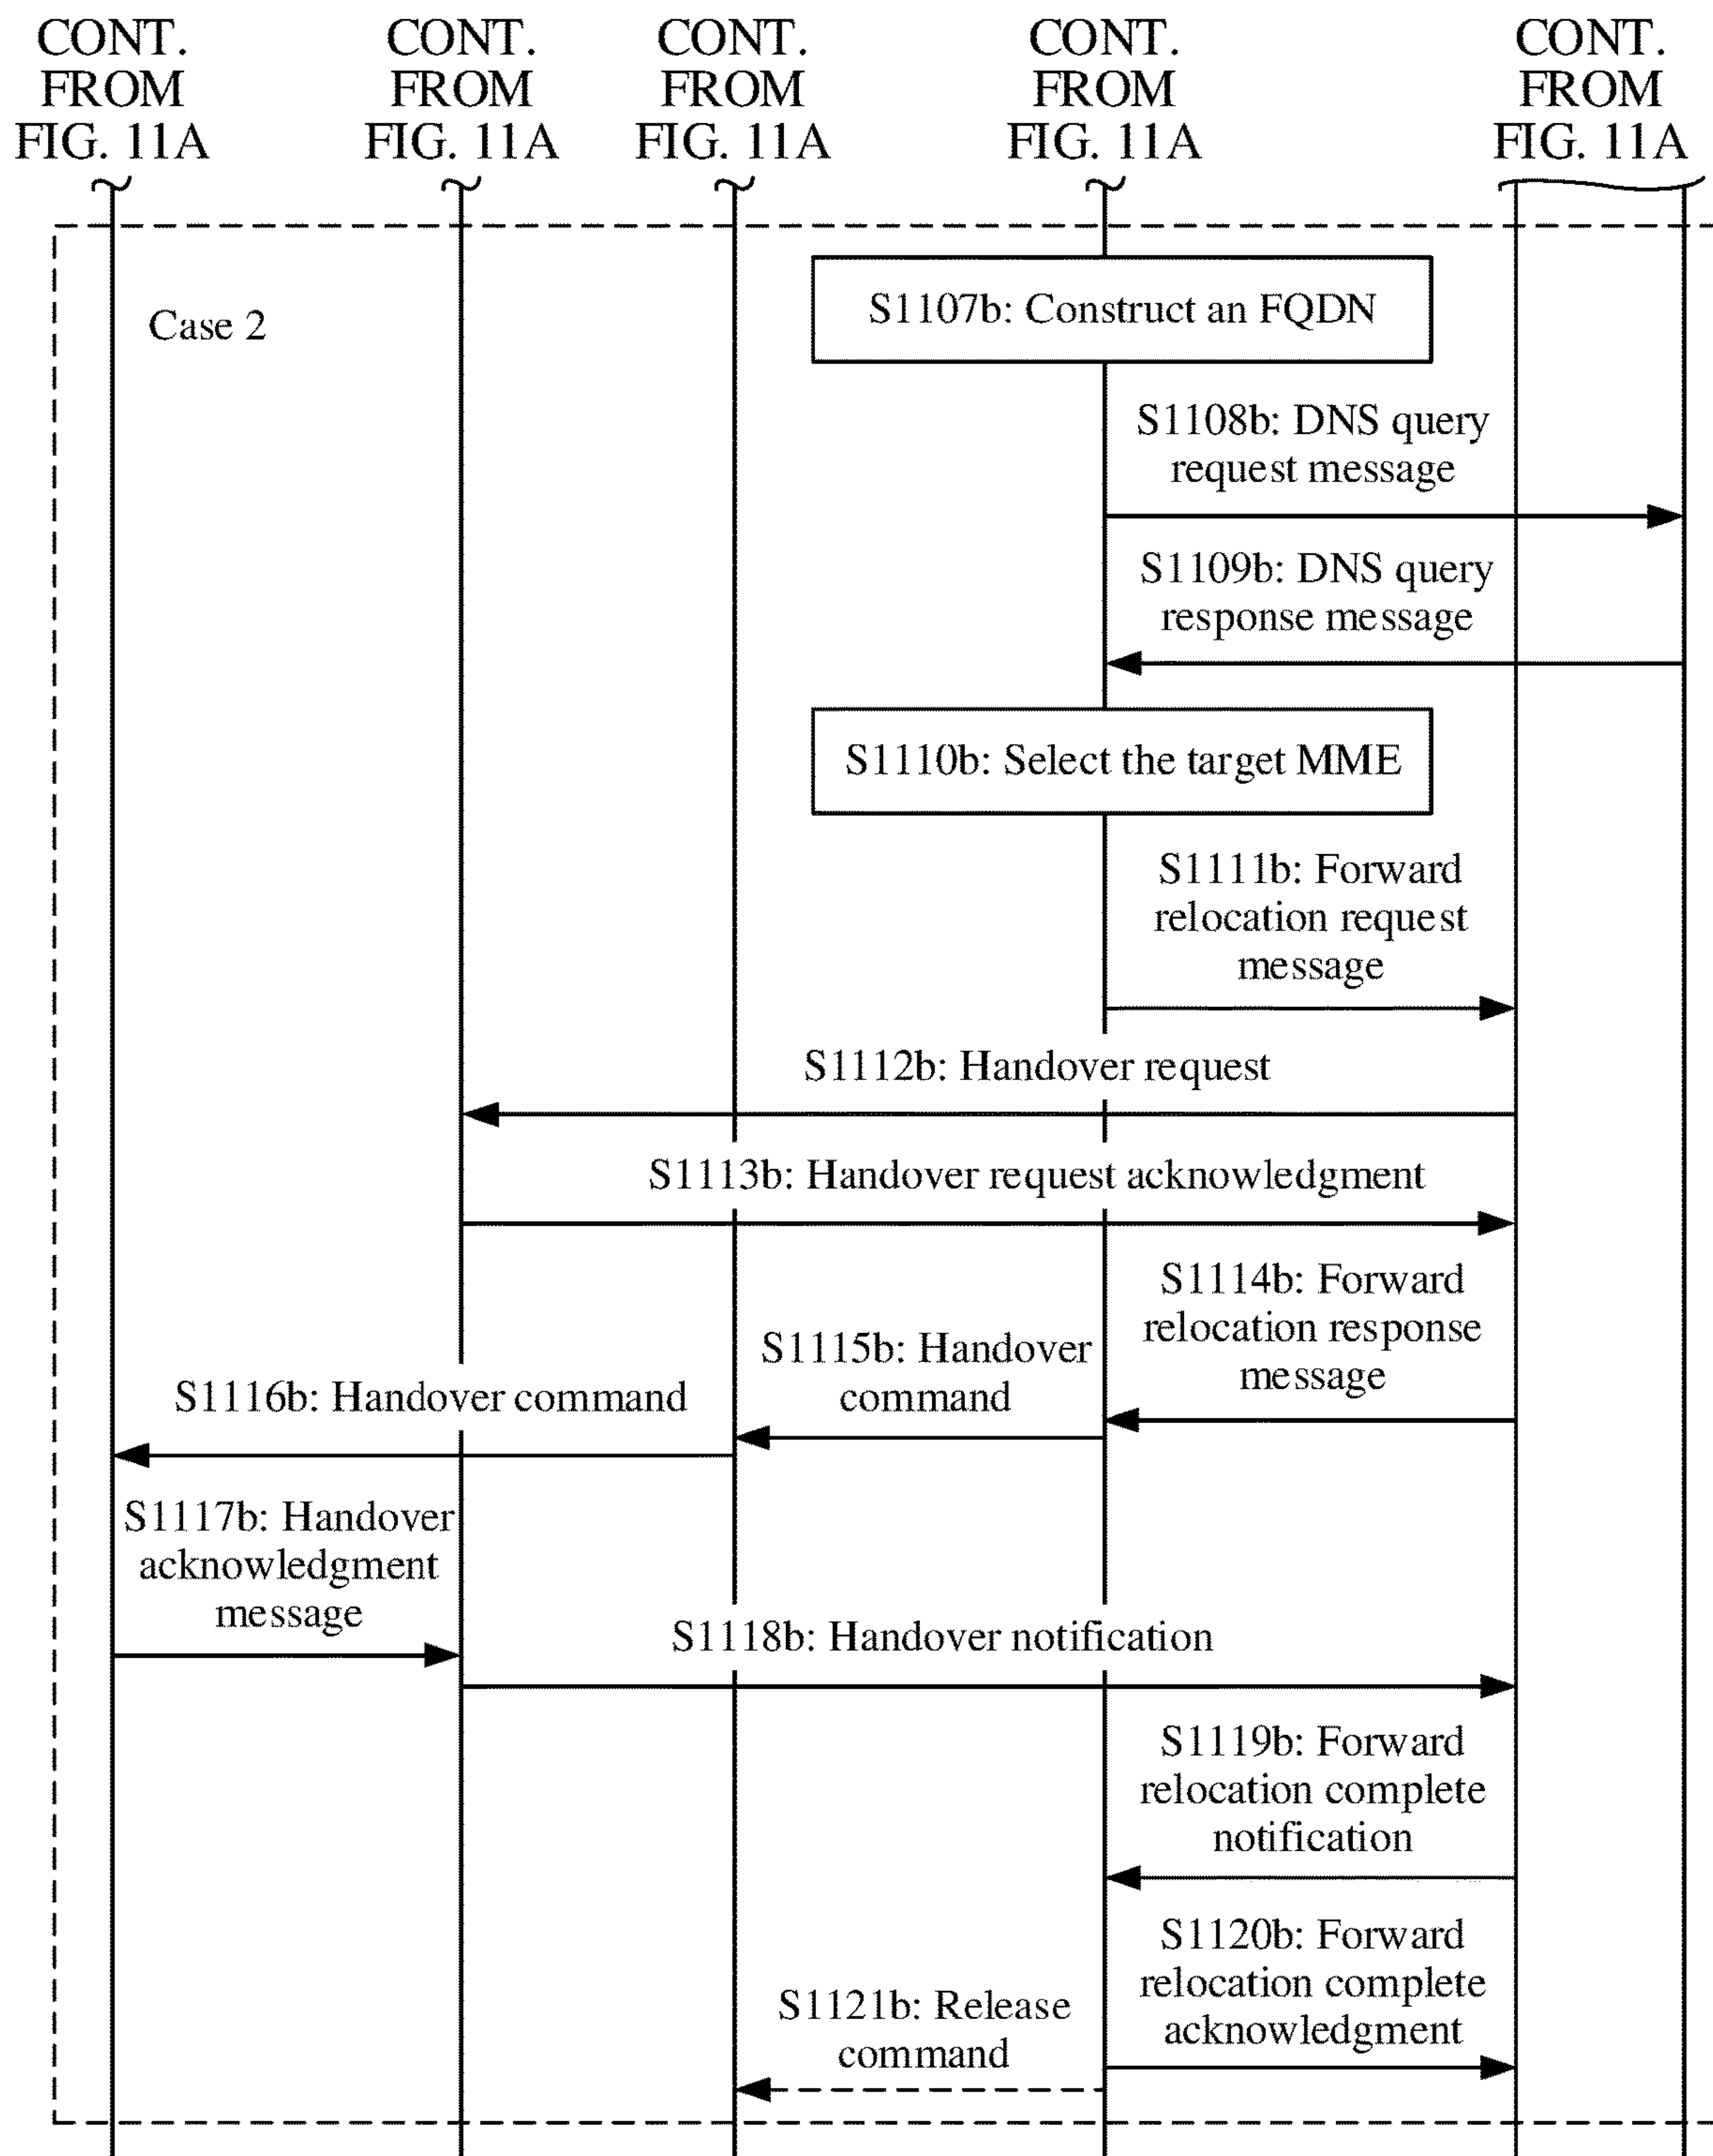 CONT.
FROM
FIG. 11A
CONT.
FROM
FIG. 11A
CONT.
FROM
FIG. 11A
CONT.
FROM
FIG. 11A
CONT.
FROM
FIG. 11A
Case 2
S1107b: Construct an FQDN
S1108b: DNS query
request message
S1109b: DNS query
response message
S1110b: Select the target MME
S1111b: Forward
relocation request
message
S1112b: Handover request
S1113b: Handover request acknowledgment
S1114b: Forward
relocation response
message
S1115b: Handover
command
S1116b: Handover command
S1117b: Handover
acknowledgment
message
S1118b: Handover notification
S1119b: Forward
relocation complete
notification
S1120b: Forward
relocation complete
acknowledgment
S1121b: Release
command